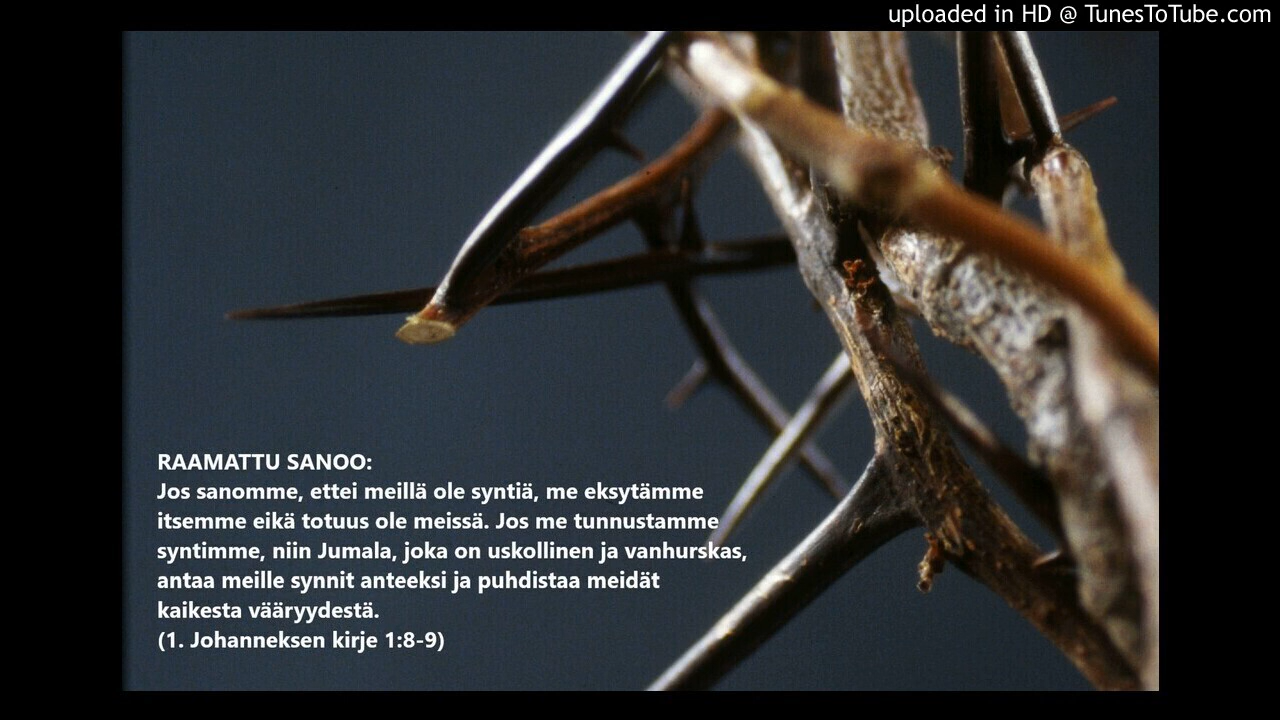 uploaded in HD @ TunesToTube.com
RAAMATTU SANOO:
Jos sanomme, ettei meillä ole syntiä, me eksytämme
itsemme eikä totuus ole meissä. Jos me tunnustamme
syntimme, niin Jumala, joka on uskollinen ja vanhurskas,
antaa meille synnit anteeksi ja puhdistaa meidät
kaikesta vääryydestä.
(1. Johanneksen kirje 1:8-9)